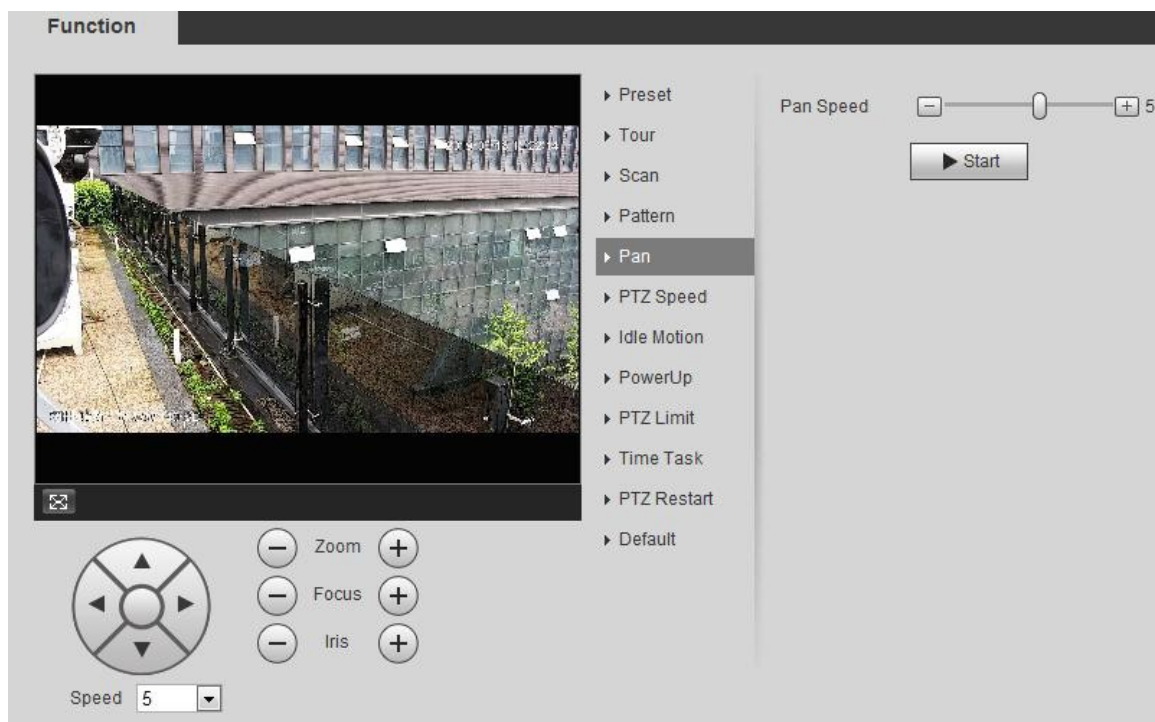 Function
Preset
Tour
Scan
Pattern
Pan
PTZ Speed
Idle Motion
PowerUp
PTZ Limit
Time Task
PTZ Restart
Default
Pan Speed
5
Start
Zoom
Focus
Iris
Speed 5